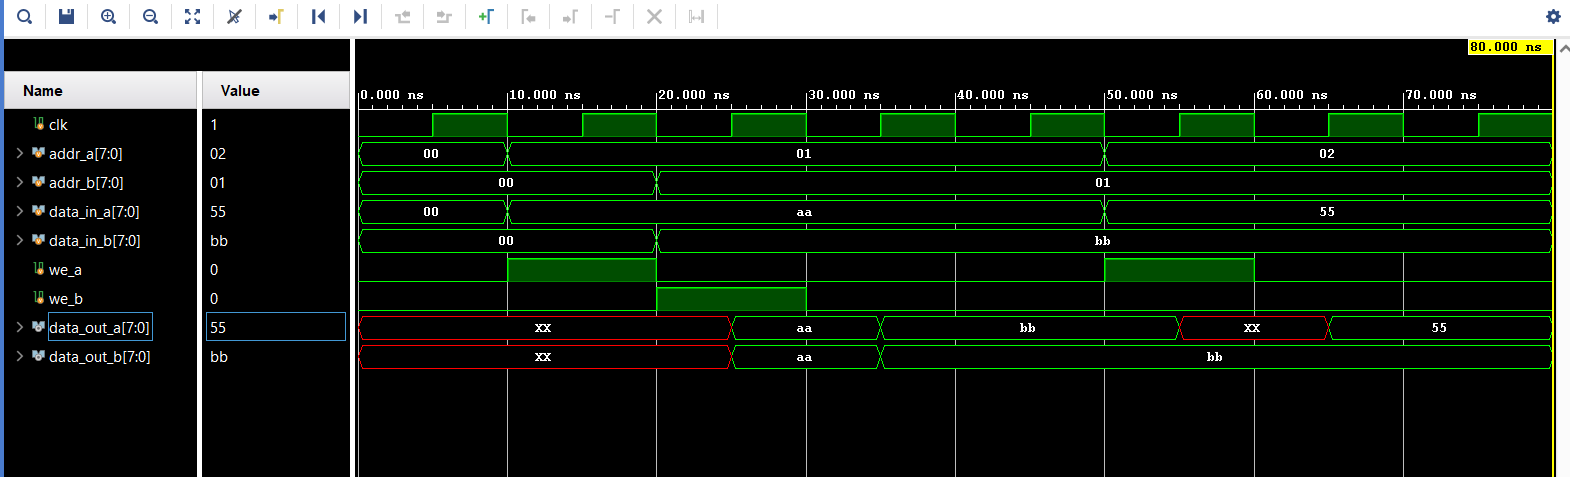 80.000 ns
Name Value
0.000 ns 10.000 ns 20.000 ns 30.000 ns 40.000 ns 50.000 ns 60.000 ns 70.000 ns
clk 1
addr_a[7:0] 02 00 01 02
addr_b[7:0] 01 00 01
data_in_a[7:0] 55 00 aa 55
data_in_b[7:0] bb 00 bb
we_a 0
we_b 0
data_out_a[7:0] 55 XX aa bb XX 55
data_out_b[7:0] bb XX aa bb